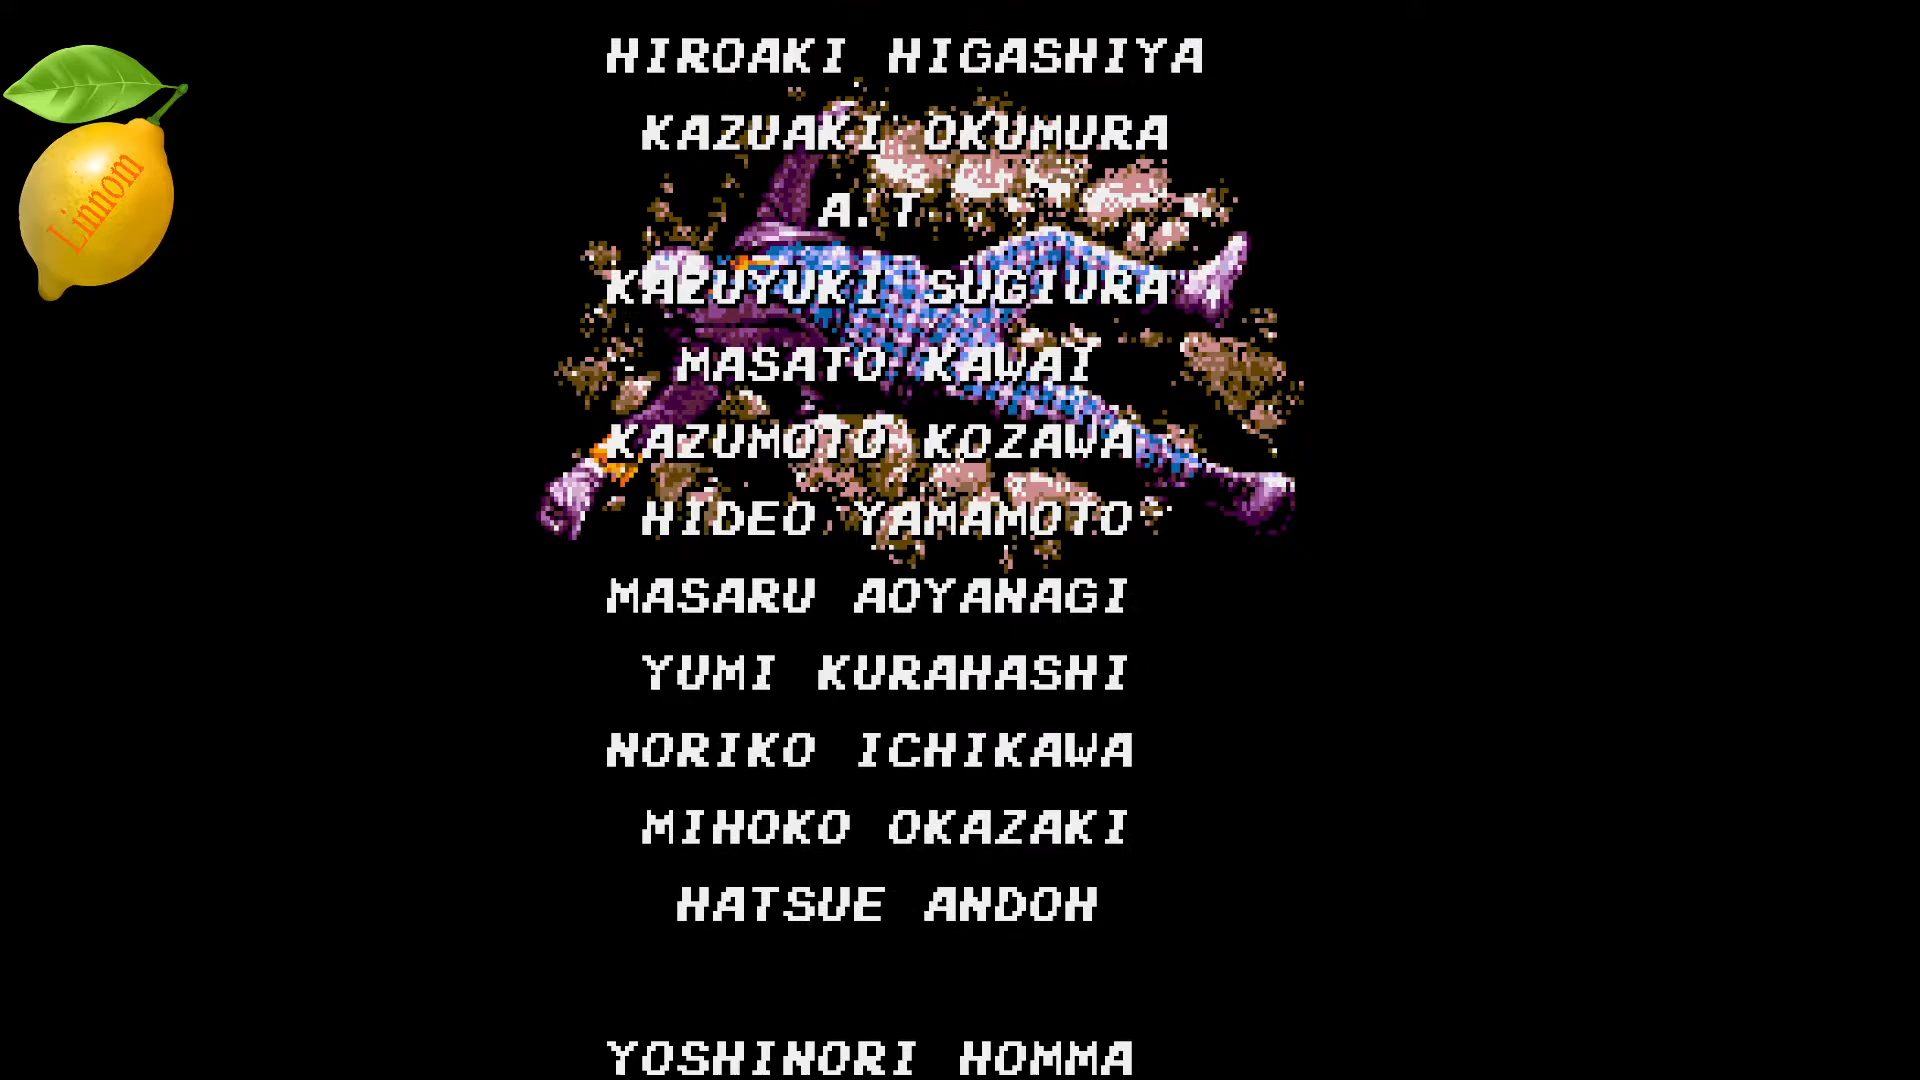 HIROAKI HIGASHIYA
KAZUAKI OKUMURA
A.T.
KAZUYUKI SUGIURA
MASATO KAWAI
KAZUMOTO KOZAWA
HIDEO YAMAMOTO
MASARU AOYANAGI
YUMI KURAHASHI
NORIKO ICHIKAWA
MIHOKO OKAZAKI
HATSUE ANDOH
YOSHINORI HOMMA
Linnom